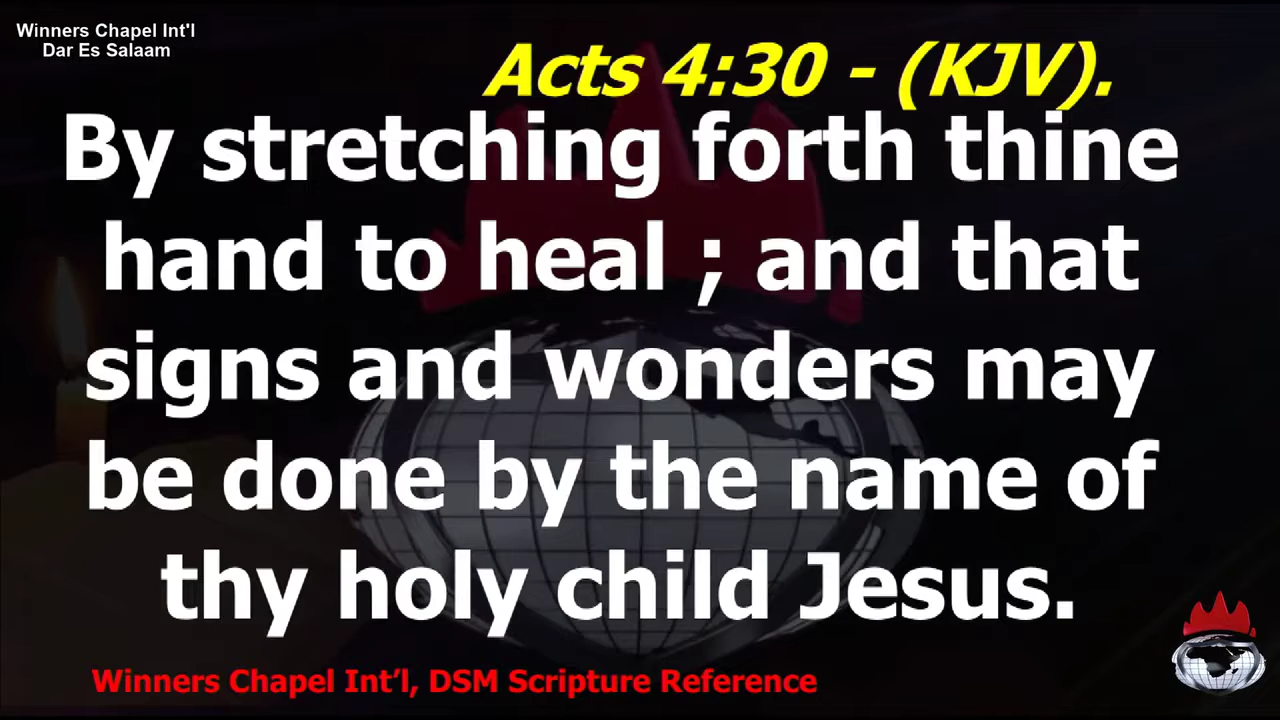 Winners Chapel Int'l
Dar Es Salaam
Acts 4:30 - (KJV).
By stretching forth thine
hand to heal ; and that
signs and wonders may
be done by the name of
thy holy child Jesus.
Winners Chapel Int’l, DSM Scripture Reference